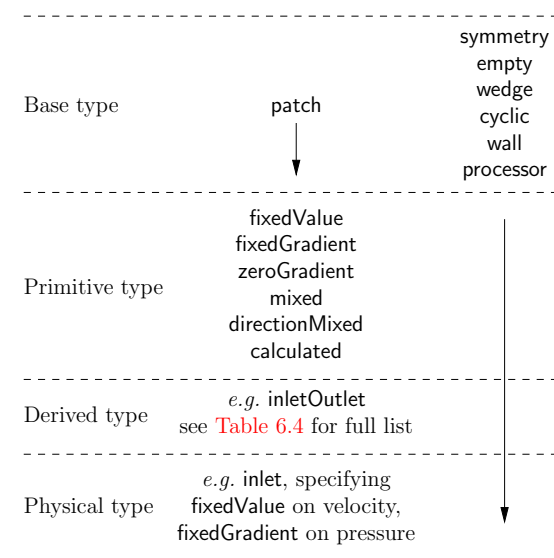 symmetry
empty
wedge
Base type patch cyclic
wall
processor
fixedValue
fixedGradient
zeroGradient
Primitive type mixed
directionMixed
calculated
e.g. inletOutlet
Derived type see Table 6.4 for full list
e.g. inlet, specifying
Physical type fixedValue on velocity,
fixedGradient on pressure